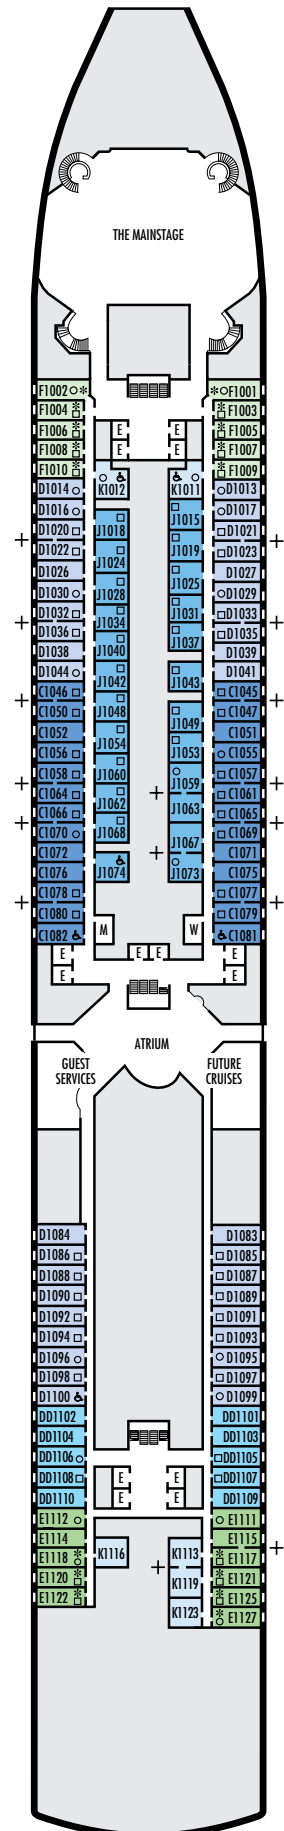 THE MAINSTAGE
F1002
F1001
F1004
F1003
E
E
F1006
F1005
E
E
F1008
F1007
F1010
F1009
K1012
K1011
D1014
D1013
D1016
D1017
J1015
J1018
D1020
D1021
D1022
D1023
J1019
J1024
D1026
D1027
J1025
J1028
D1030
D1029
J1031
J1034
D1032
D1033
D1036
D1035
J1037
J1040
D1038
D1039
D1044
D1041
J1042
J1043
C1046
C1045
C1050
C1047
J1048
J1049
C1052
C1051
J1054
J1053
C1056
C1055
C1058
C1057
J1060
J1059
C1064
C1061
J1062
J1063
C1066
C1065
C1070
C1069
J1068
J1067
C1072
C1071
C1076
C1075
J1074
J1073
C1078
C1077
C1080
C1079
C1082
M
W
C1081
E
E
E
E
E
E
ATRIUM
GUEST
SERVICES
FUTURE
CRUISES
D1084
D1083
D1086
D1085
D1088
D1087
D1090
D1089
D1092
D1091
D1094
D1093
D1096
D1095
D1098
D1097
D1100
D1099
DD1102
DD1101
DD1104
DD1103
DD1106
DD1105
DD1108
E
E
DD1107
DD1110
E
E
DD1109
E1112
E1111
E1114
E1115
E1118
K1116
K1113
E1117
E1120
K1119
E1121
E1122
E1125
K1123
E1127